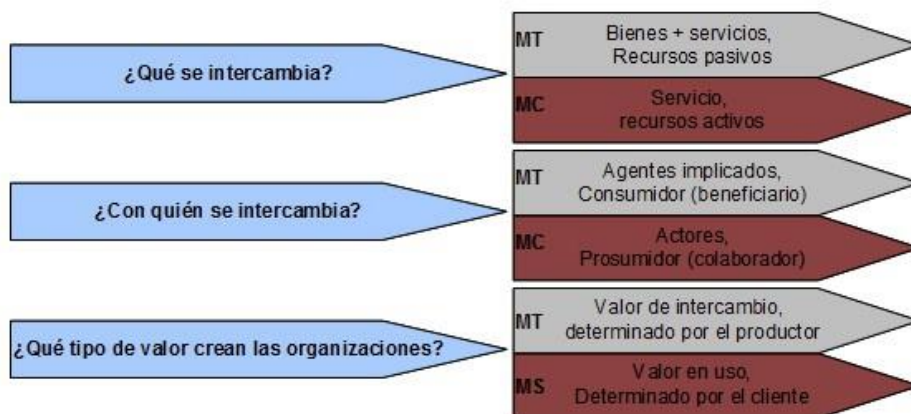 ¿Qué se intercambia?
MT
Bienes + servicios,
Recursos pasivos
MC
Servicio,
recursos activos
¿Con quién se intercambia?
MT
Agentes implicados,
Consumidor (beneficiario)
MC
Actores,
Prosumidor (colaborador)
¿Qué tipo de valor crean las organizaciones?
MT
Valor de intercambio,
determinado por el productor
MS
Valor en uso,
Determinado por el cliente